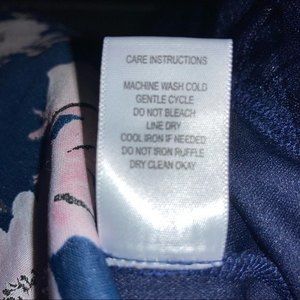 CARE INSTRUCTIONS
MACHINE WASH COLD
GENTLE CYCLE
DO NOT BLEACH
LINE DRY
COOL IRON IF NEEDED
DO NOT IRON RUFFLE
DRY CLEAN OKAY